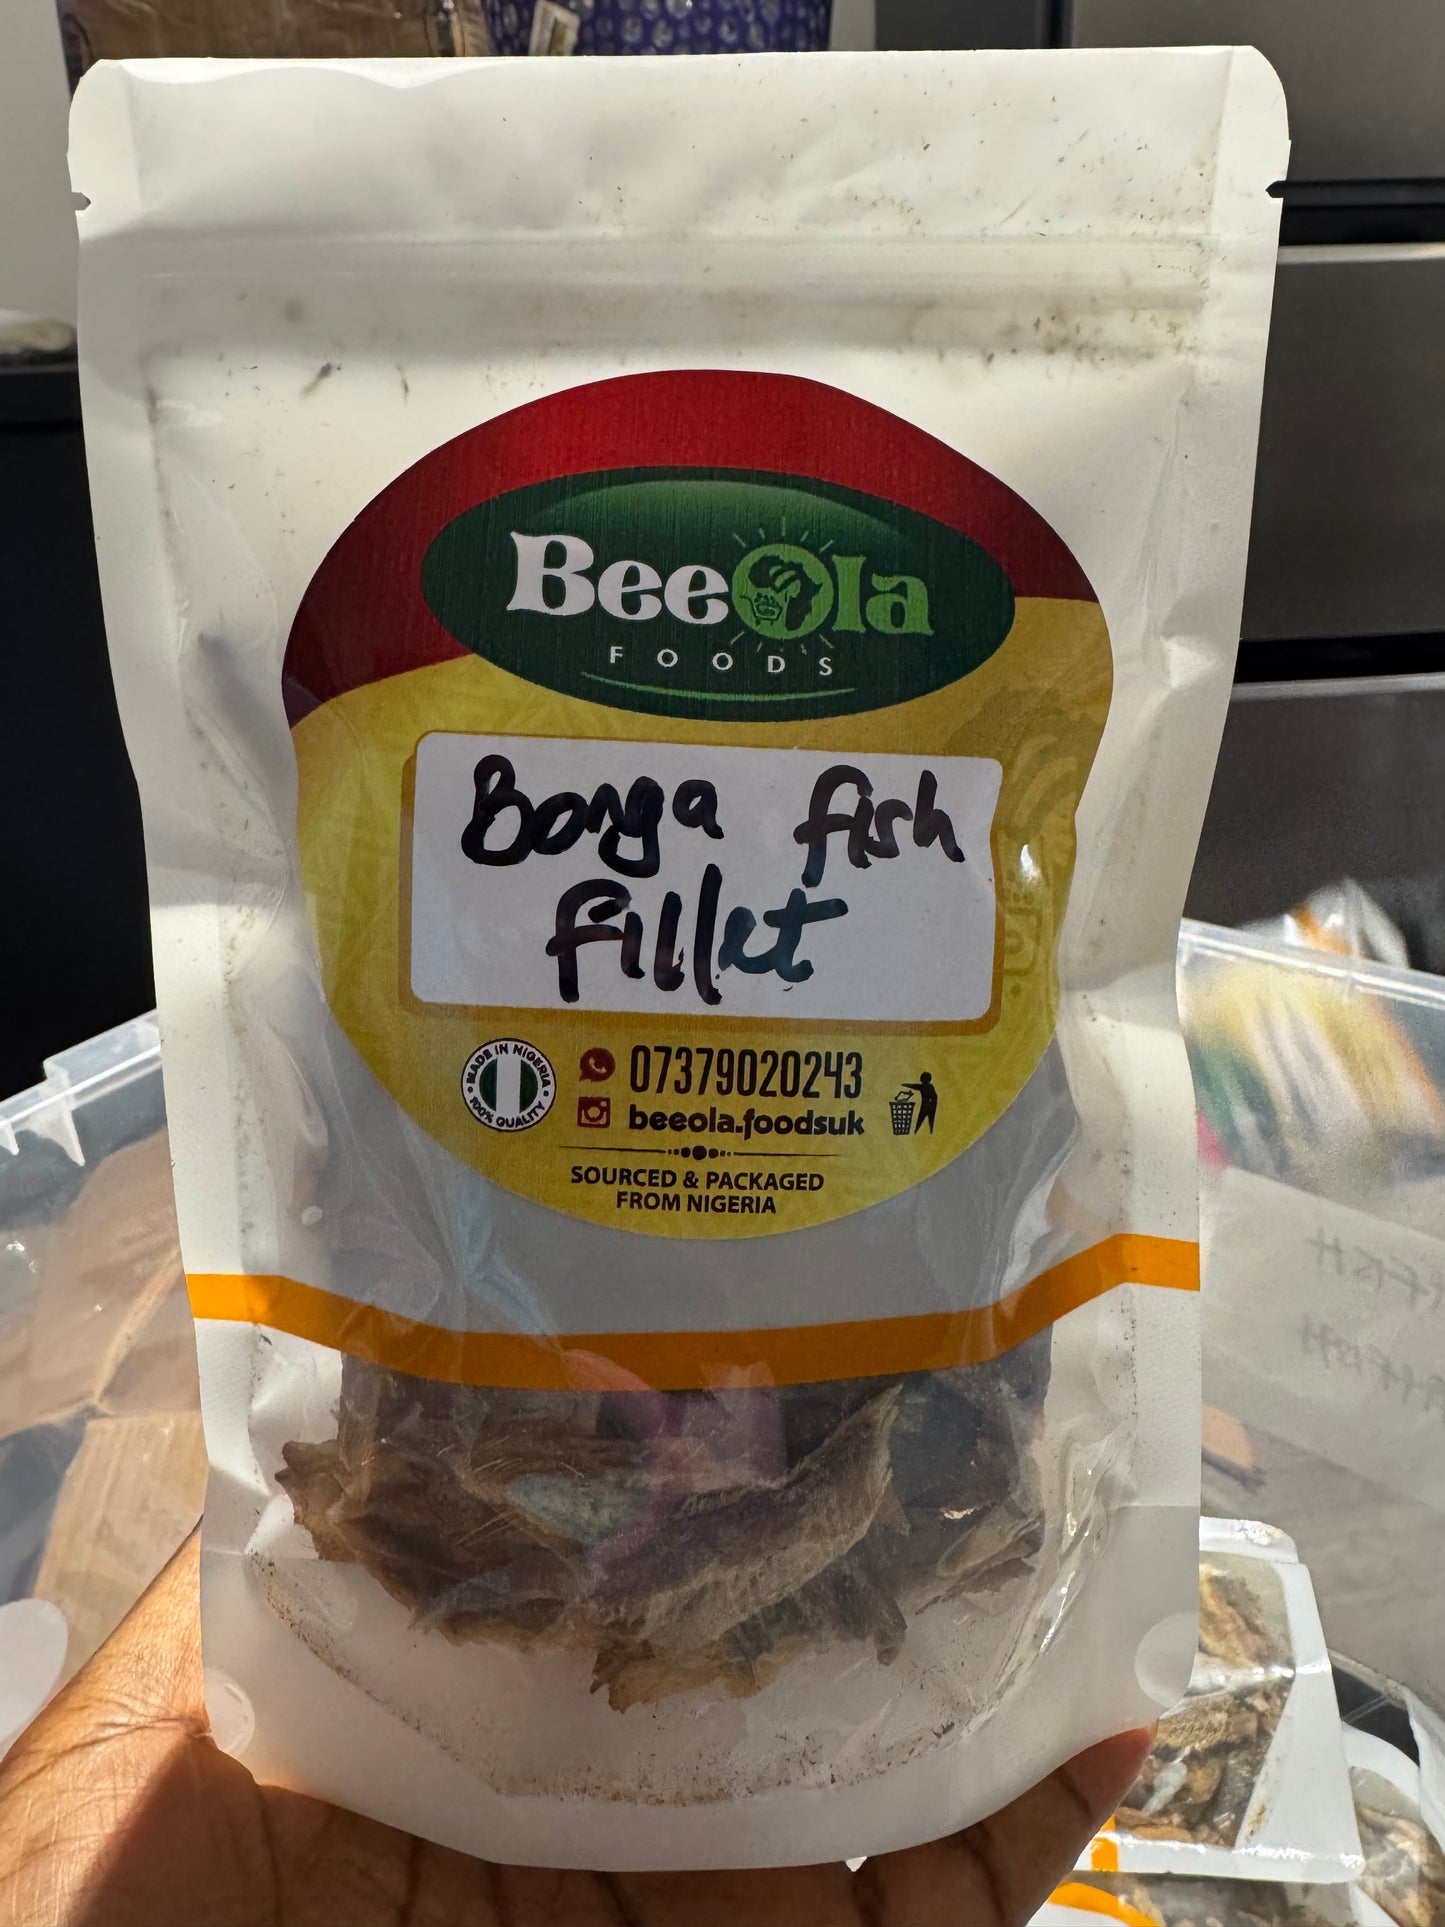 BeeOla
FOODS
Bonga fish
fillet
MADE IN NIGERIA
100% QUALITY
07379020243
beeola.foodsuk
SOURCED & PACKAGED
FROM NIGERIA